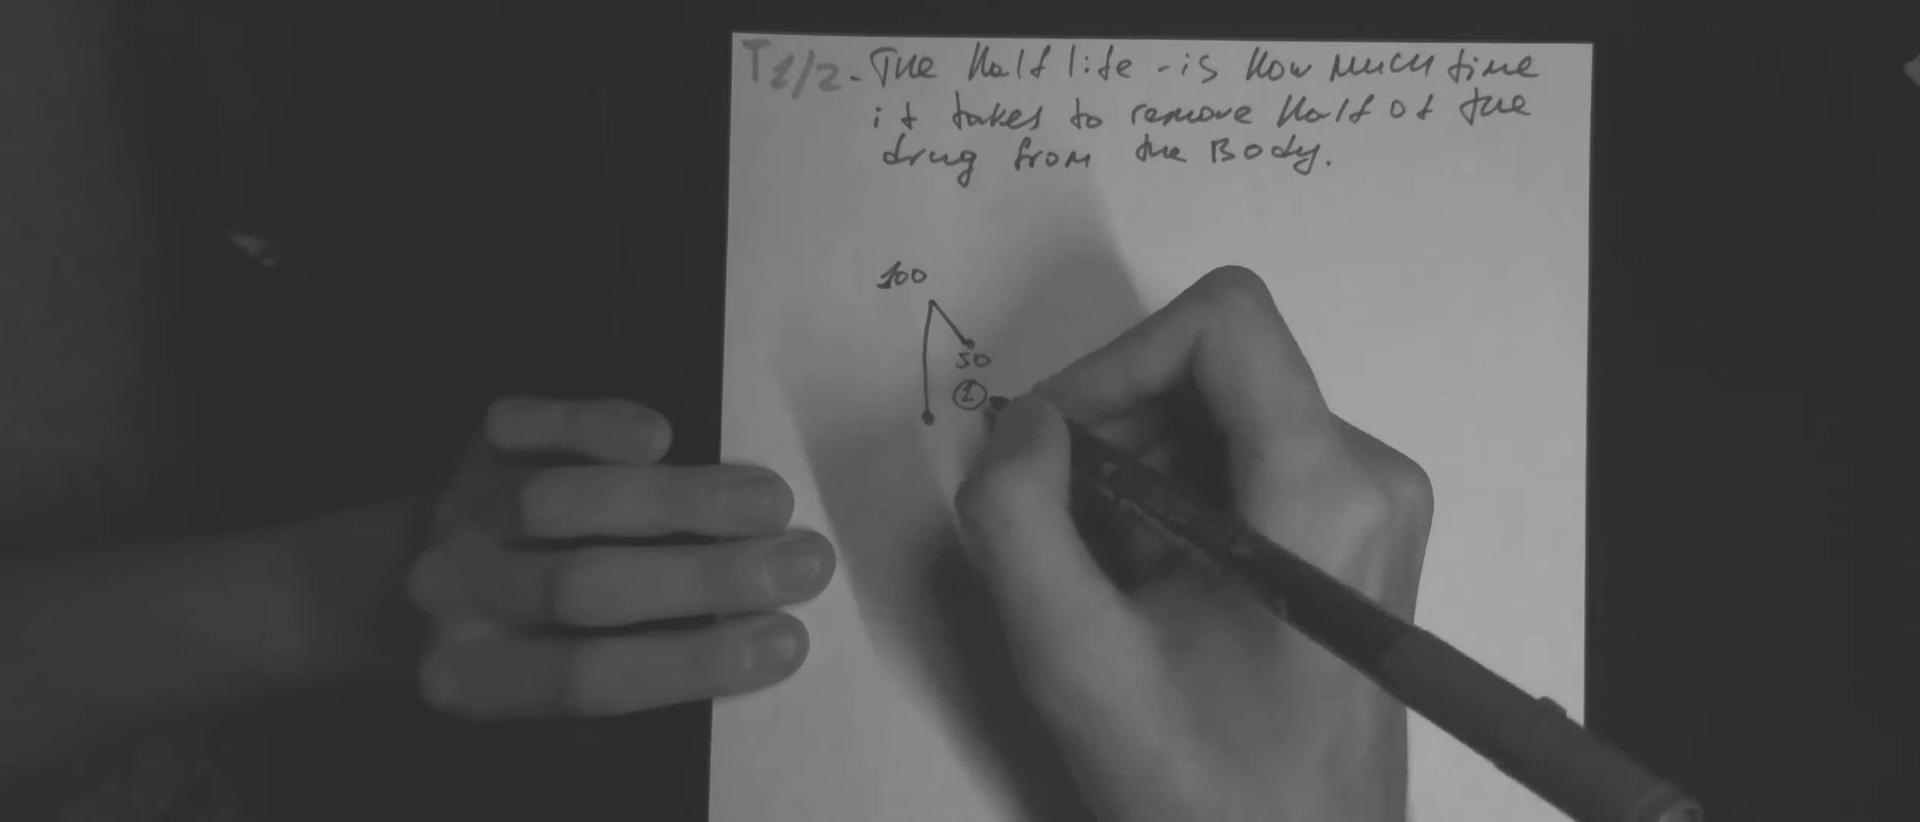 T1/2 - The Half life - is How much time
it takes to remove Half of the
drug from the Body.
100
50
1